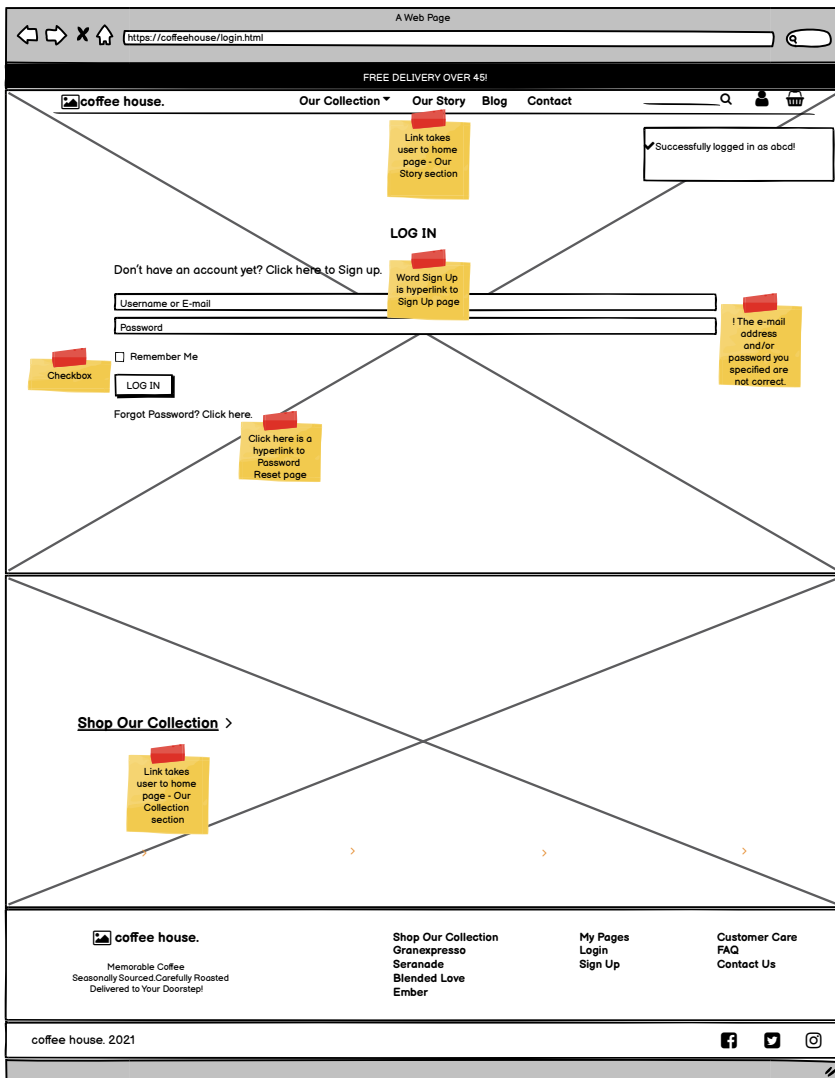 A Web Page
https://coffeehouse/login.html
FREE DELIVERY OVER 45!
coffee house.
Our Collection
Our Story
Blog
Contact
Link takes
user to home
page - Our
Story section
Successfully logged in as abcd!
LOG IN
Don't have an account yet? Click here to Sign up.
Word Sign Up
is hyperlink to
Sign Up page
Username or E-mail
Password
! The e-mail
address
and/or
password you
specified are
not correct.
Remember Me
Checkbox
LOG IN
Forgot Password? Click here.
Click here is a
hyperlink to
Password
Reset page
Shop Our Collection
Link takes
user to home
page - Our
Collection
section
coffee house.
Memorable Coffee
Seasonally Sourced.Carefully Roasted
Delivered to Your Doorstep!
Shop Our Collection
Granexpresso
Seranade
Blended Love
Ember
My Pages
Login
Sign Up
Customer Care
FAQ
Contact Us
coffee house. 2021